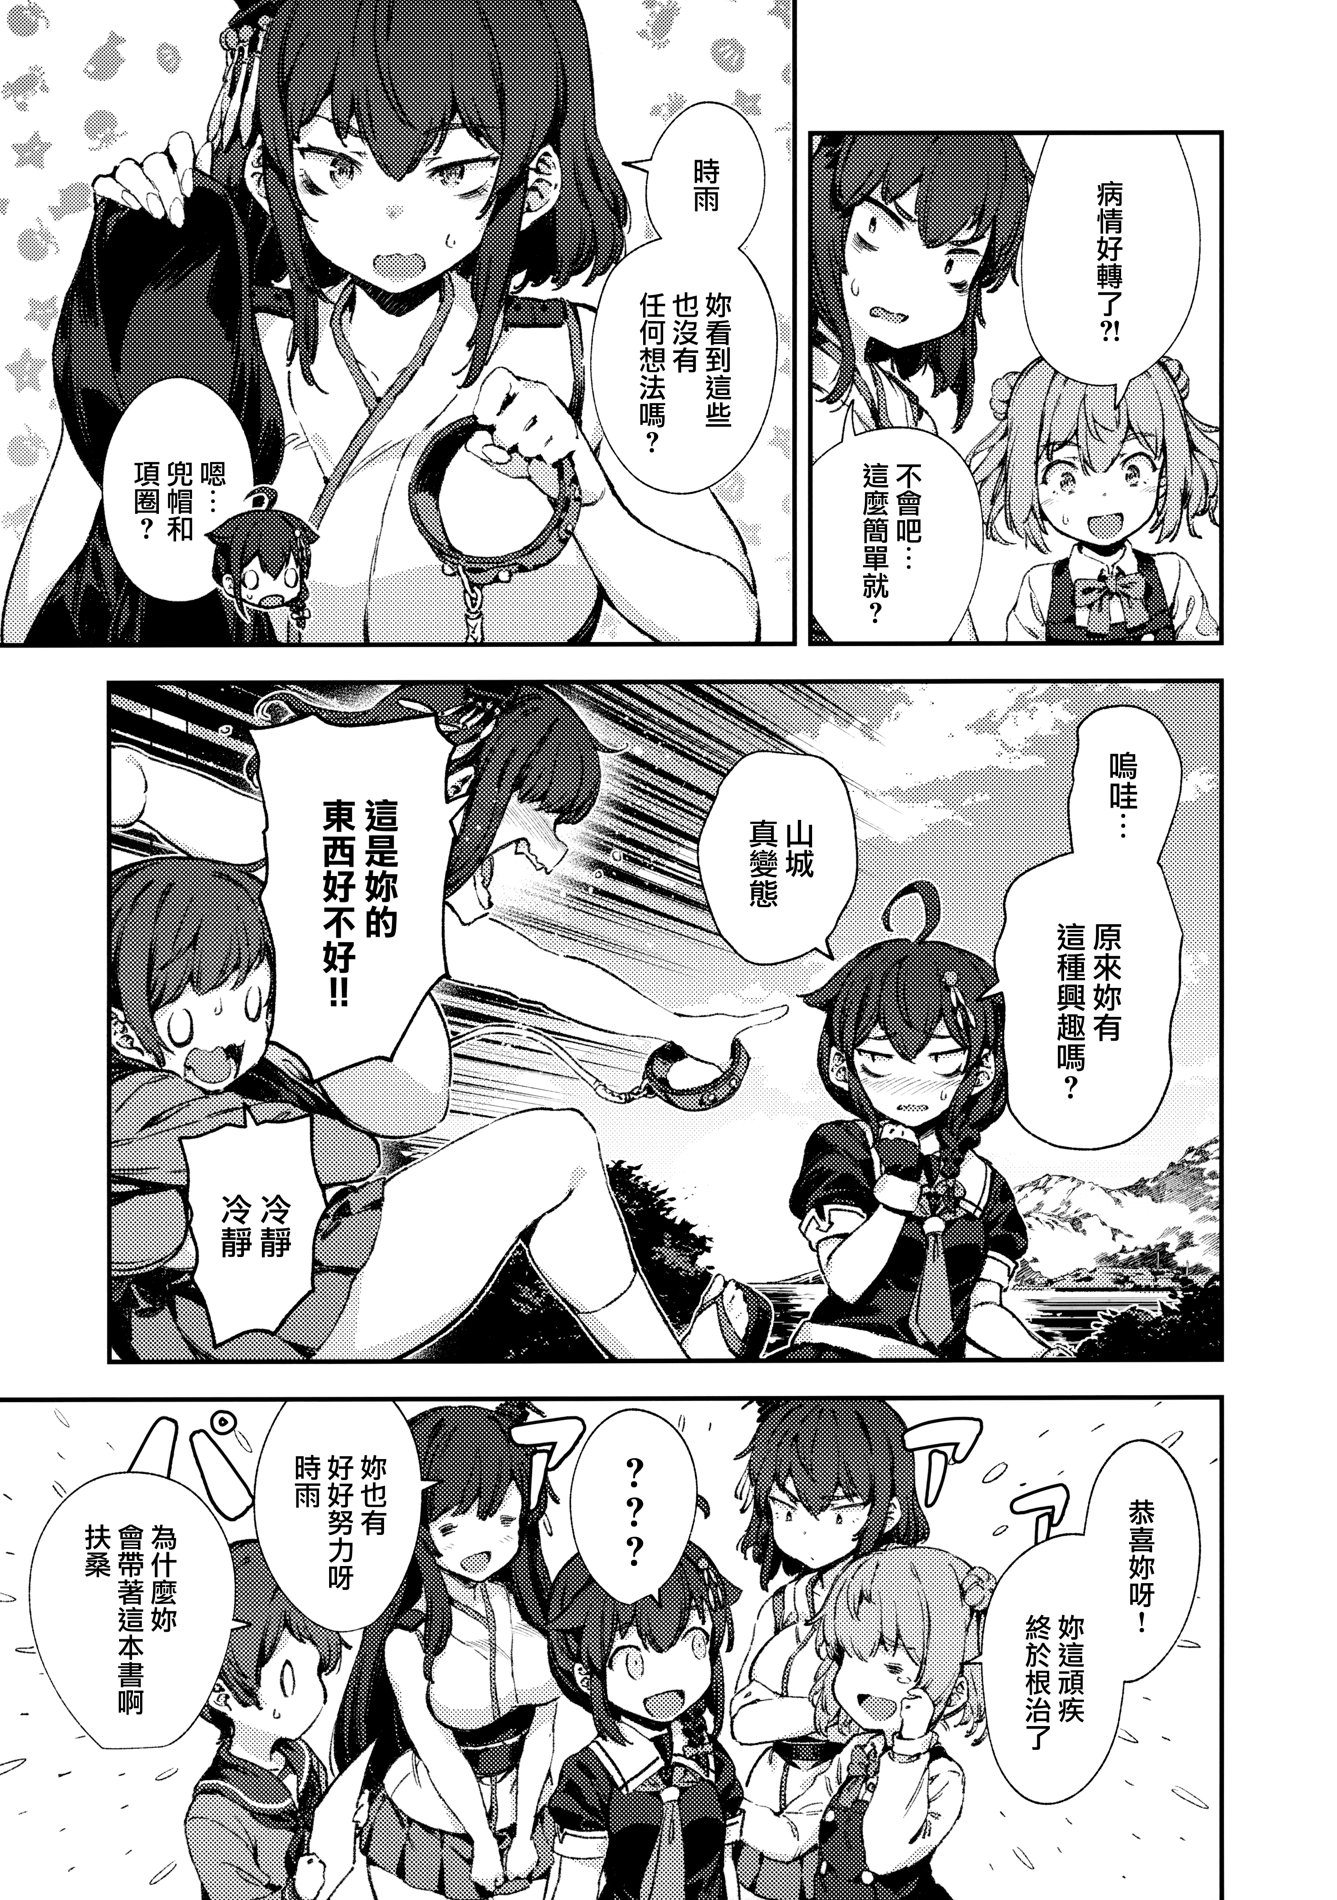 病情好轉了?!
不會吧…
這麼簡單就?
時雨
妳看到這些
也沒有
任何想法嗎?
嗯…
兜帽和
項圈?
嗚哇…
原來妳有
這種興趣嗎?
山城
真變態
這是妳的
東西好不好!!
冷靜
冷靜
恭喜妳呀!
妳這頑疾
終於根治了
ア
ア
???
ア
妳也有
好好努力呀
時雨
パ
為什麼妳
會帶著這本書啊
扶桑